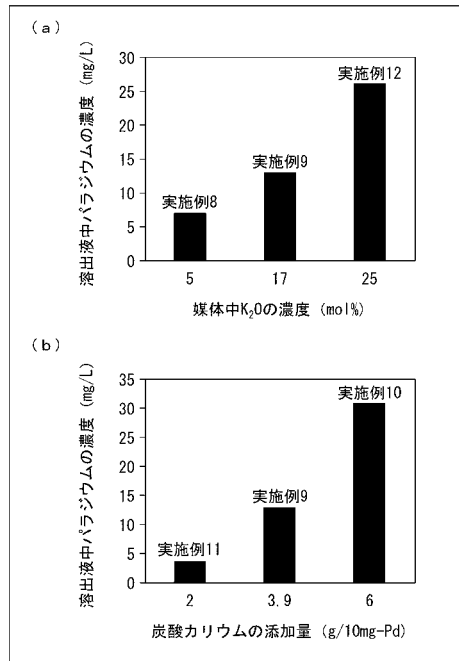 (a)
溶出液中パラジウムの濃度 (mg/L)
30
25
20
15
10
5
0
実施例8
実施例9
実施例12
5 17 25
媒体中K₂Oの濃度 (mol%)
(b)
溶出液中パラジウムの濃度 (mg/L)
35
30
25
20
15
10
5
0
実施例11
実施例9
実施例10
2 3.9 6
炭酸カリウムの添加量 (g/10mg-Pd)